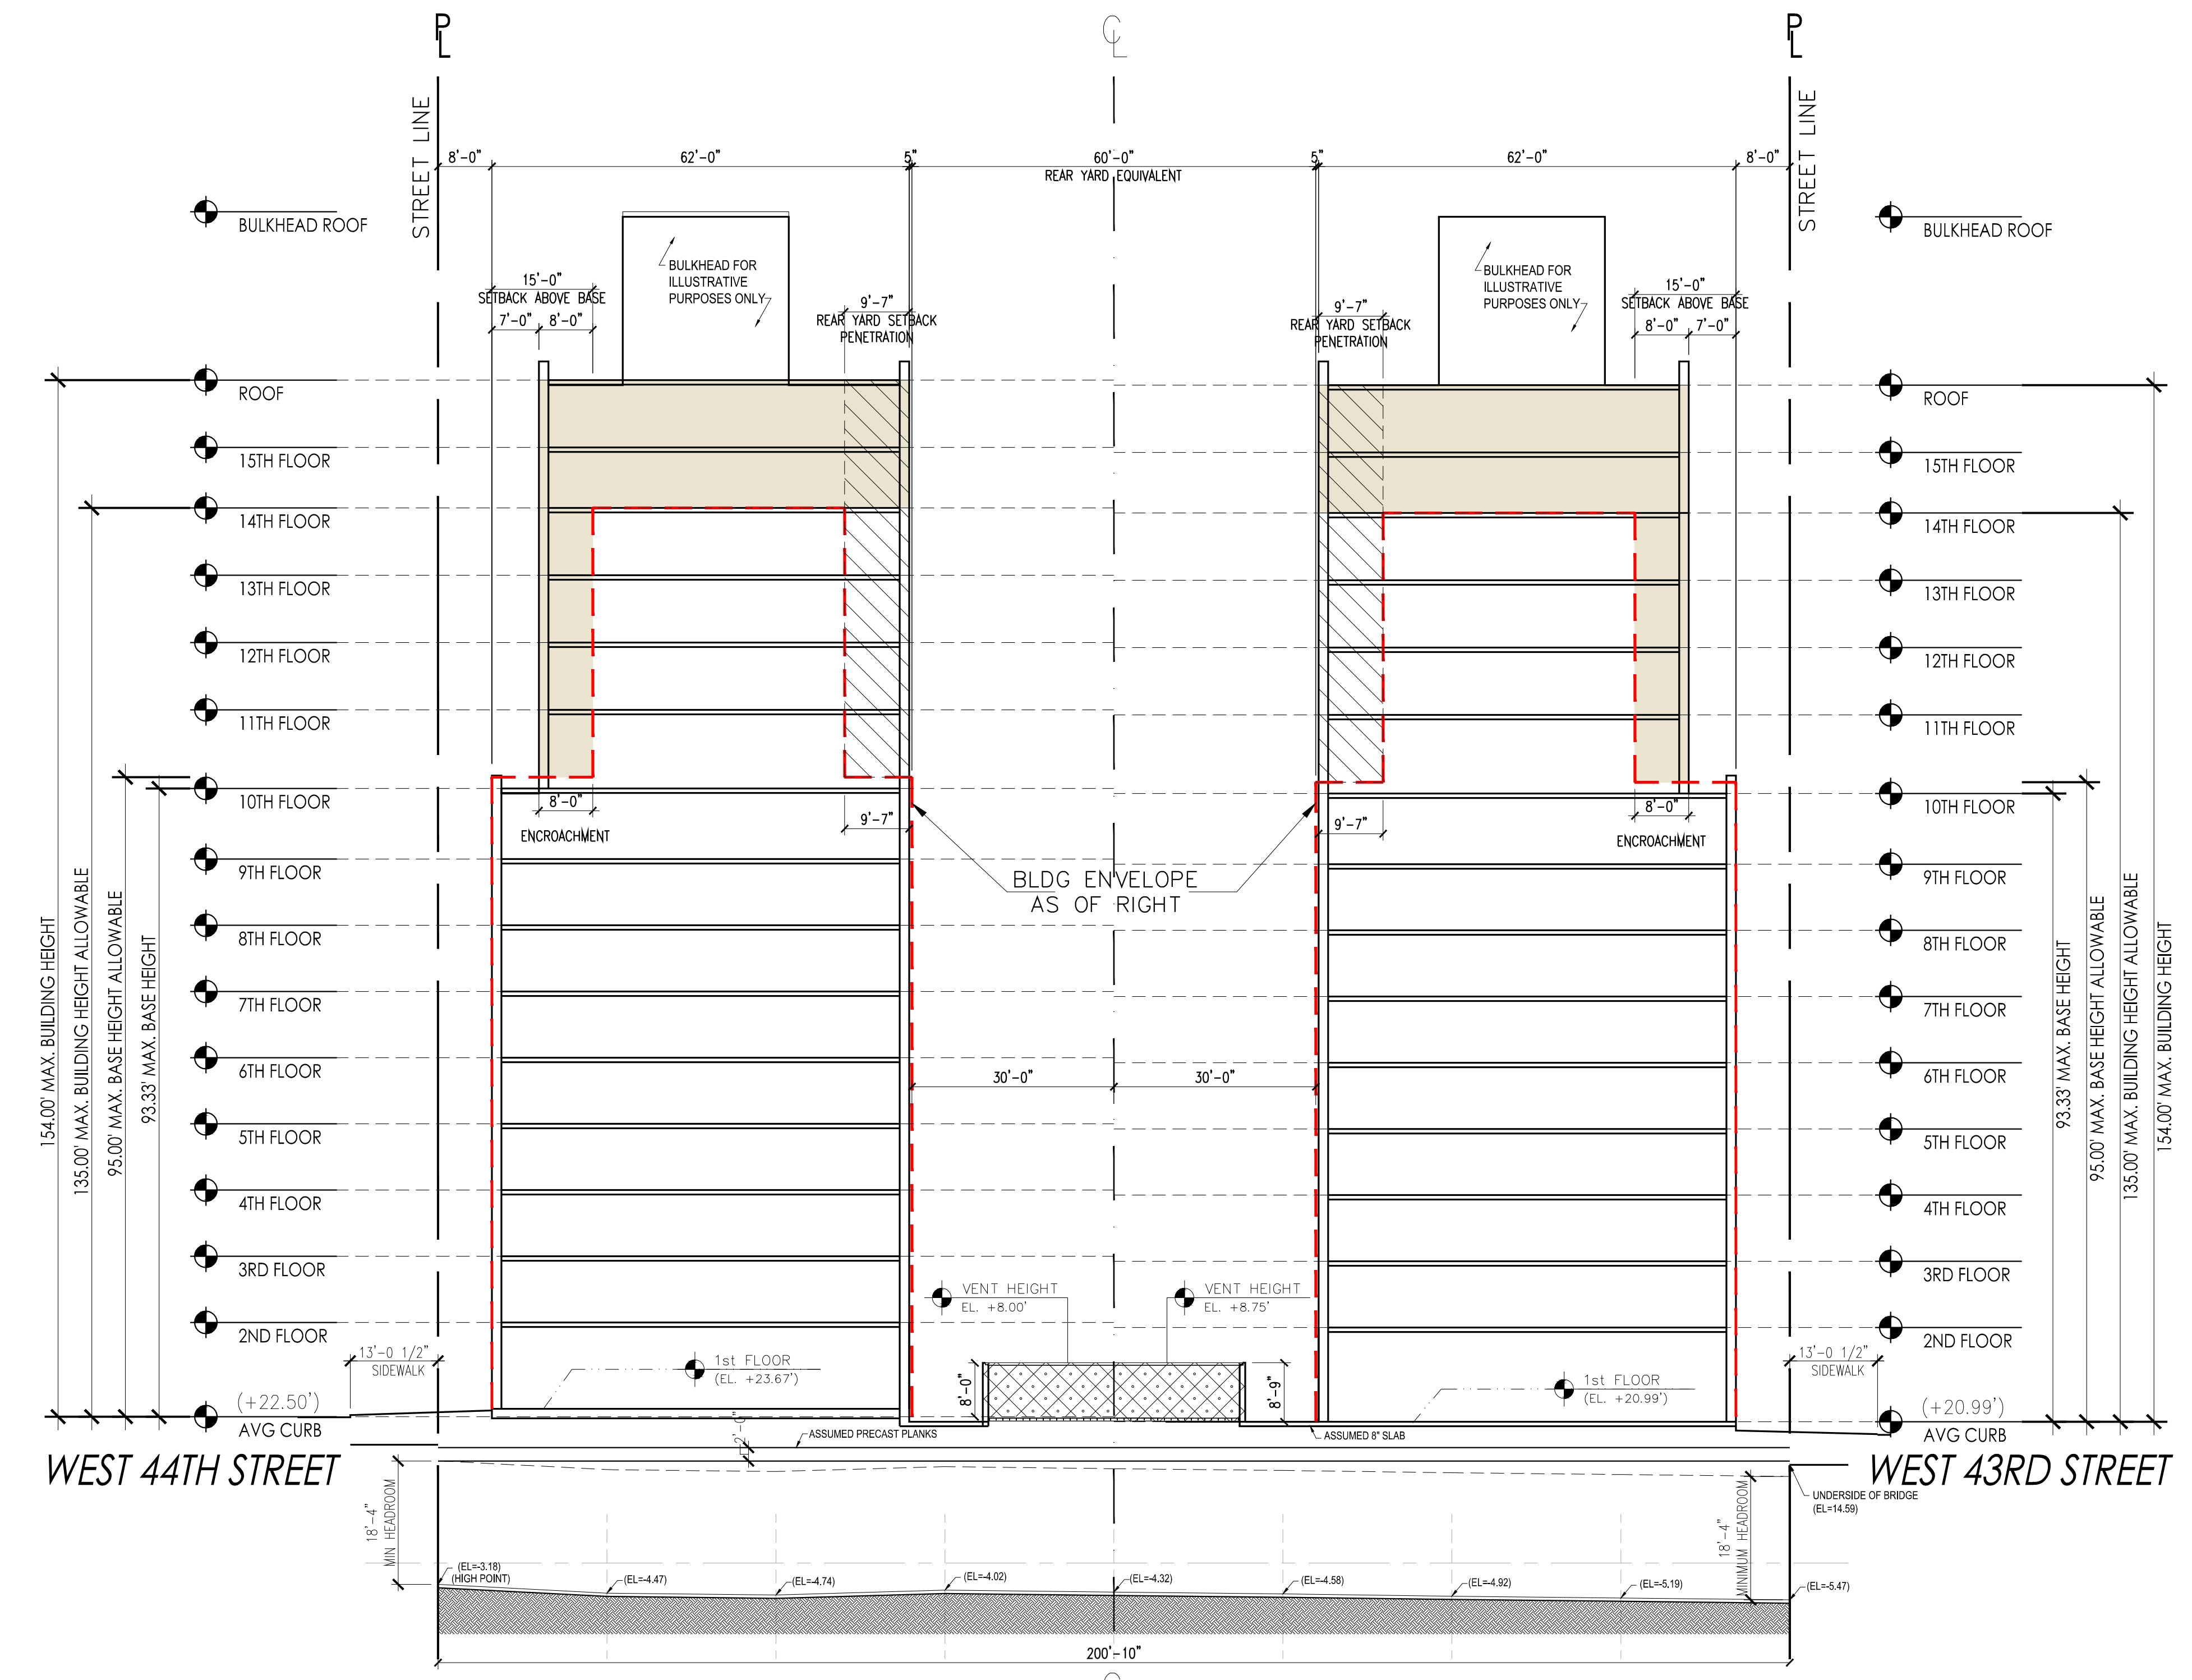 PL
CL
PL
STREET LINE
STREET LINE
8'-0"
62'-0"
5"
60'-0"
REAR YARD EQUIVALENT
5"
62'-0"
8'-0"
BULKHEAD ROOF
BULKHEAD ROOF
BULKHEAD FOR
ILLUSTRATIVE
PURPOSES ONLY
BULKHEAD FOR
ILLUSTRATIVE
PURPOSES ONLY
15'-0"
SETBACK ABOVE BASE
7'-0"
8'-0"
9'-7"
REAR YARD SETBACK
PENETRATION
9'-7"
REAR YARD SETBACK
PENETRATION
15'-0"
SETBACK ABOVE BASE
8'-0"
7'-0"
ROOF
15TH FLOOR
14TH FLOOR
13TH FLOOR
12TH FLOOR
11TH FLOOR
10TH FLOOR
9TH FLOOR
8TH FLOOR
7TH FLOOR
6TH FLOOR
5TH FLOOR
4TH FLOOR
3RD FLOOR
2ND FLOOR
(+22.50')
AVG CURB
ROOF
15TH FLOOR
14TH FLOOR
13TH FLOOR
12TH FLOOR
11TH FLOOR
10TH FLOOR
9TH FLOOR
8TH FLOOR
7TH FLOOR
6TH FLOOR
5TH FLOOR
4TH FLOOR
3RD FLOOR
2ND FLOOR
(+20.99')
AVG CURB
154.00' MAX. BUILDING HEIGHT
135.00' MAX. BUILDING HEIGHT ALLOWABLE
95.00' MAX. BASE HEIGHT ALLOWABLE
93.33' MAX. BASE HEIGHT
93.33' MAX. BASE HEIGHT
95.00' MAX. BASE HEIGHT ALLOWABLE
135.00' MAX. BUILDING HEIGHT ALLOWABLE
154.00' MAX. BUILDING HEIGHT
8'-0"
ENCROACHMENT
9'-7"
9'-7"
8'-0"
ENCROACHMENT
BLDG ENVELOPE
AS OF RIGHT
30'-0"
30'-0"
VENT HEIGHT
EL. +8.00'
VENT HEIGHT
EL. +8.75'
13'-0 1/2"
SIDEWALK
13'-0 1/2"
SIDEWALK
1st FLOOR
(EL. +23.67')
1st FLOOR
(EL. +20.99')
8'-0"
8'-9"
2'-0"
ASSUMED PRECAST PLANKS
ASSUMED 8" SLAB
WEST 44TH STREET
WEST 43RD STREET
18'-4"
MIN HEADROOM
18'-4"
MINIMUM HEADROOM
UNDERSIDE OF BRIDGE
(EL=14.59)
(EL=-3.18)
(HIGH POINT)
(EL=-4.47)
(EL=-4.74)
(EL=-4.02)
(EL=-4.32)
(EL=-4.58)
(EL=-4.92)
(EL=-5.19)
(EL=-5.47)
200'-10"